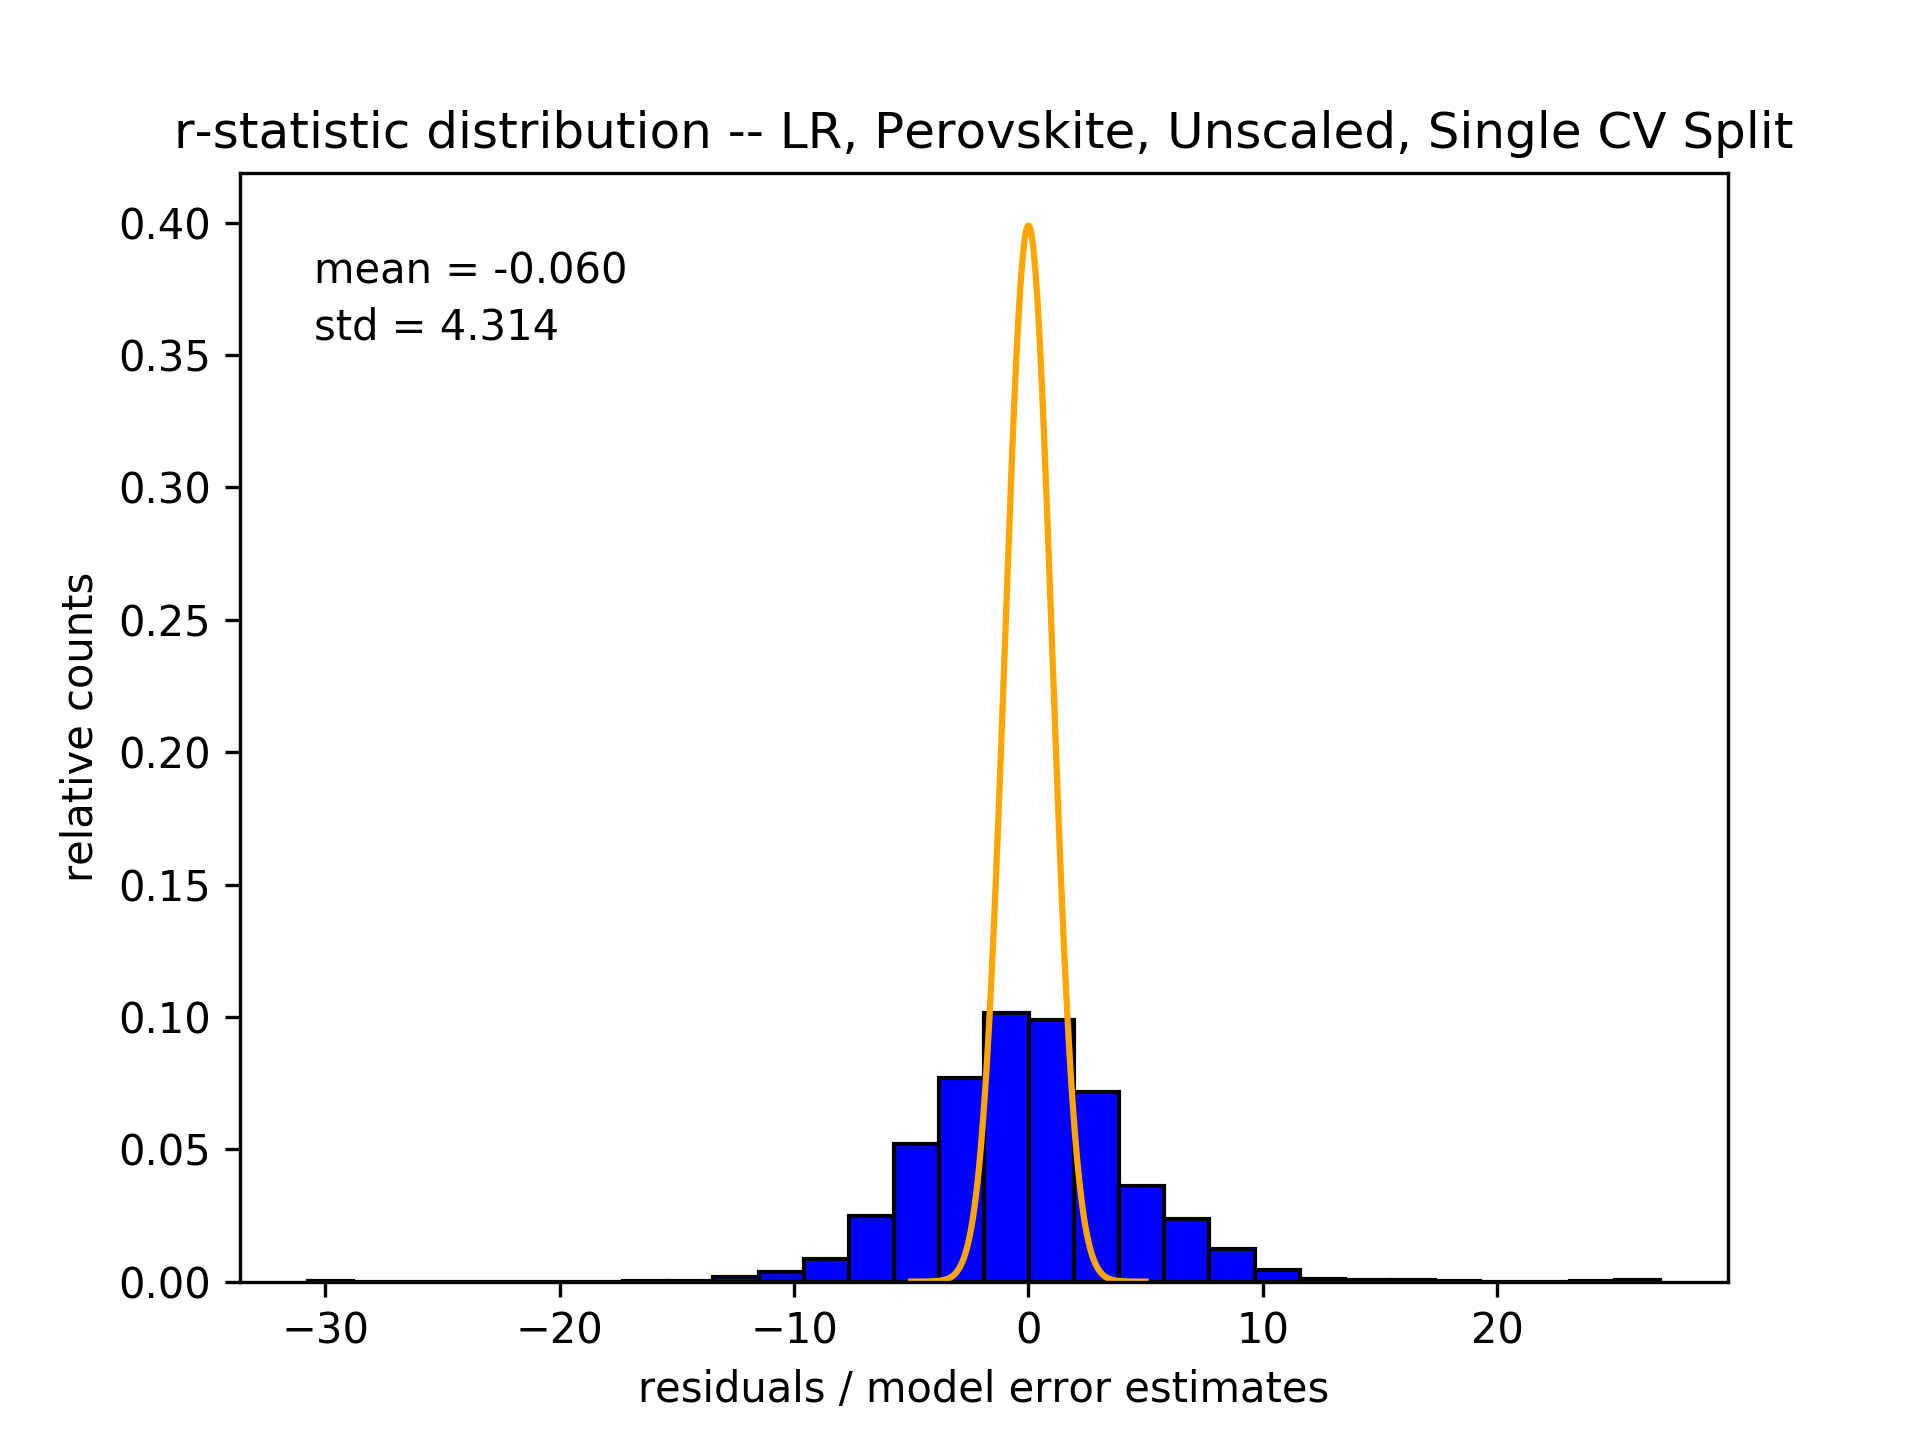 r-statistic distribution -- LR, Perovskite, Unscaled, Single CV Split
mean = -0.060
std = 4.314
0.40
0.35
0.30
0.25
0.20
0.15
0.10
0.05
0.00
relative counts
−30 −20 −10 0 10 20
residuals / model error estimates